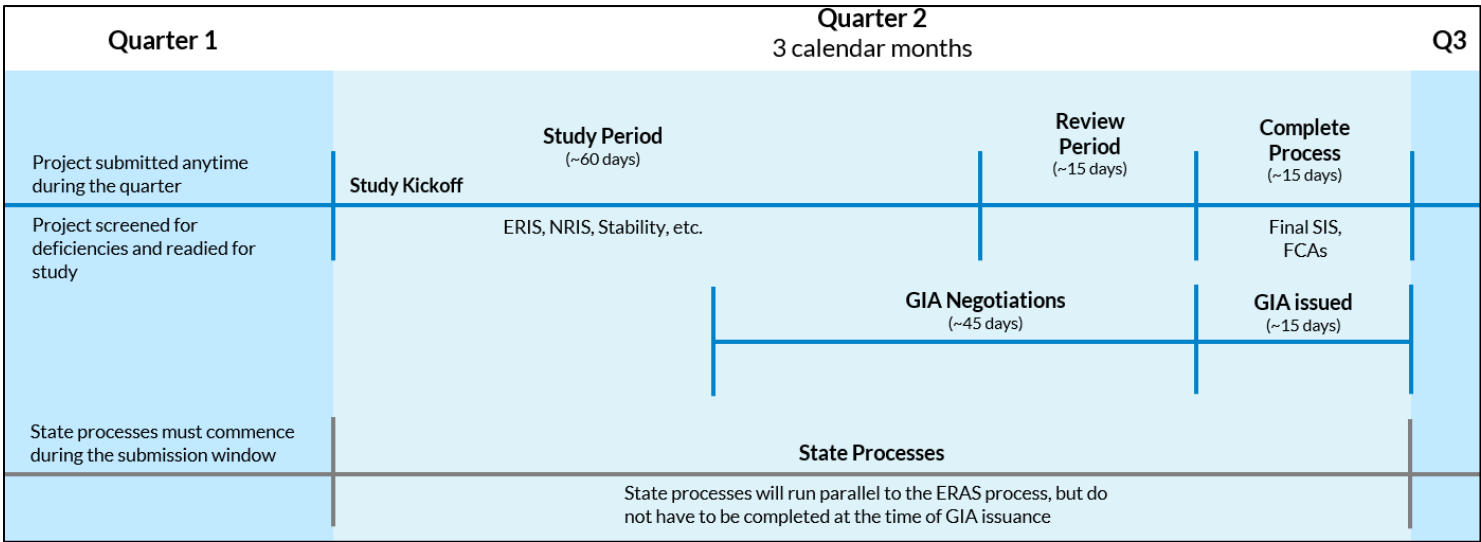 Quarter 1
Quarter 2
3 calendar months
Q3
Project submitted anytime
during the quarter
Study Kickoff
Study Period
(~60 days)
Review
Period
(~15 days)
Complete
Process
(~15 days)
Project screened for
deficiencies and readied for
study
ERIS, NRIS, Stability, etc.
Final SIS,
FCAs
GIA Negotiations
(~45 days)
GIA issued
(~15 days)
State processes must commence
during the submission window
State Processes
State processes will run parallel to the ERAS process, but do
not have to be completed at the time of GIA issuance